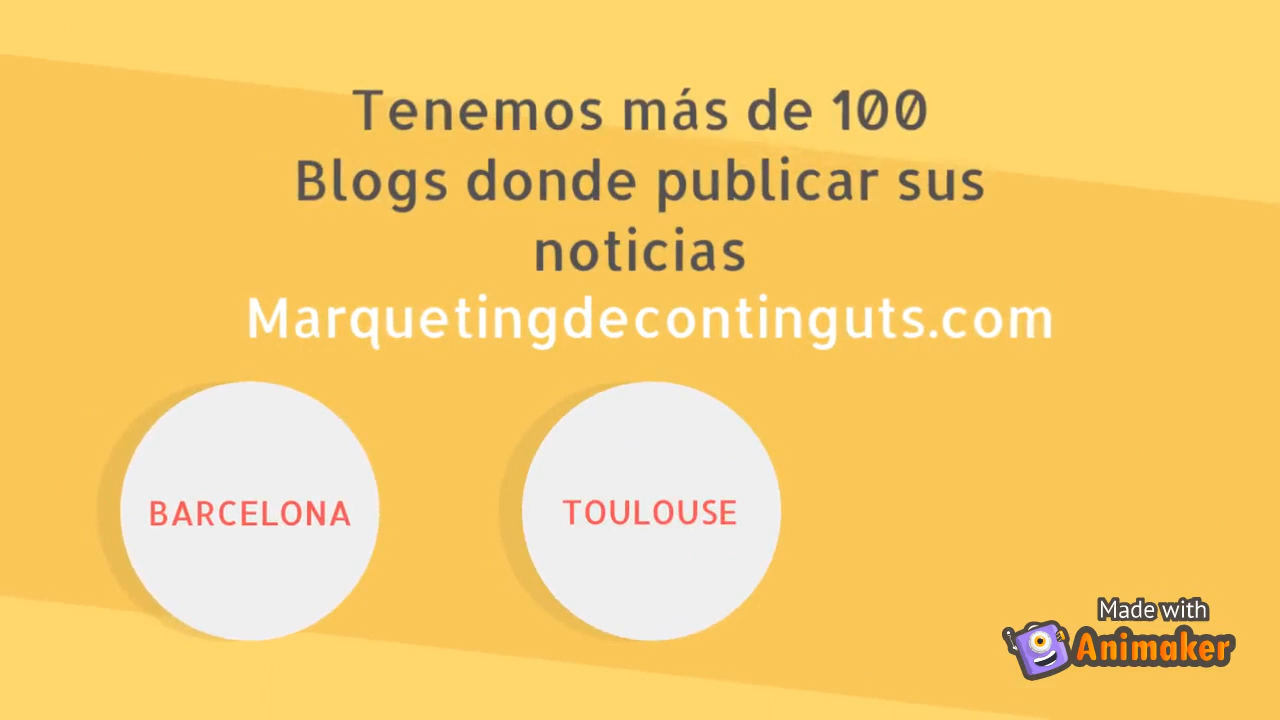 Tenemos más de 100
Blogs donde publicar sus
noticias
Marquetingdecontinguts.com
BARCELONA
TOULOUSE
Made with
Animaker